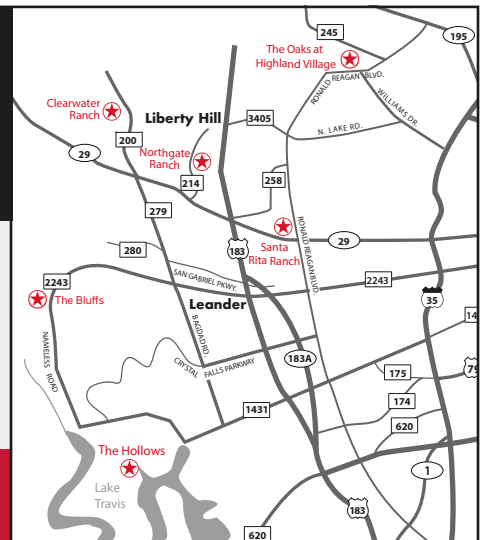 245
195
The Oaks at
Highland Village
RONALD REAGAN BLVD.
WILLIAMS DR.
Clearwater
Ranch
Liberty Hill
3405
N. LAKE RD.
200
29
Northgate
Ranch
214
258
279
RONALD REAGAN BLVD.
Santa
Rita Ranch
29
183
280
SAN GABRIEL PKWY.
2243
2243
The Bluffs
Leander
35
BAGDAD RD.
14
NAMELESS ROAD
CRYSTAL FALLS PARKWAY
183A
175
79
174
1431
620
The Hollows
1
Lake
Travis
183
620